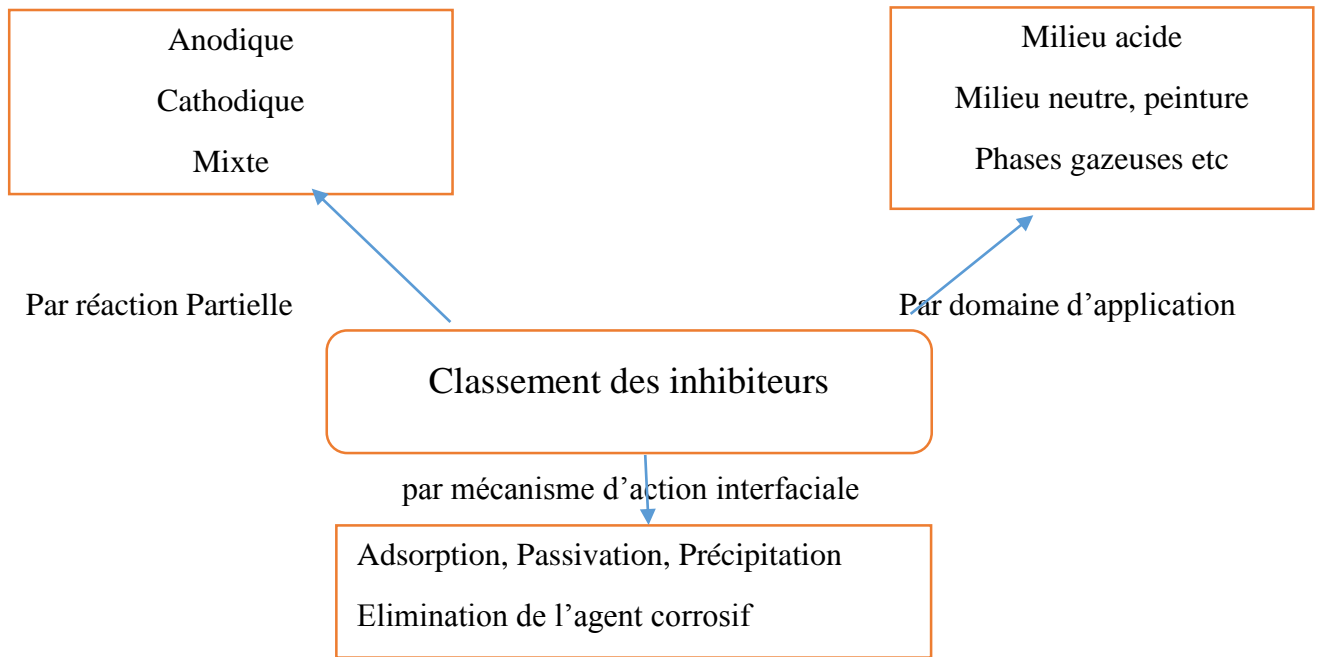 Anodique
Cathodique
Mixte
Milieu acide
Milieu neutre, peinture
Phases gazeuses etc
Par réaction Partielle
Par domaine d’application
Classement des inhibiteurs
par mécanisme d’action interfaciale
Adsorption, Passivation, Précipitation
Elimination de l’agent corrosif